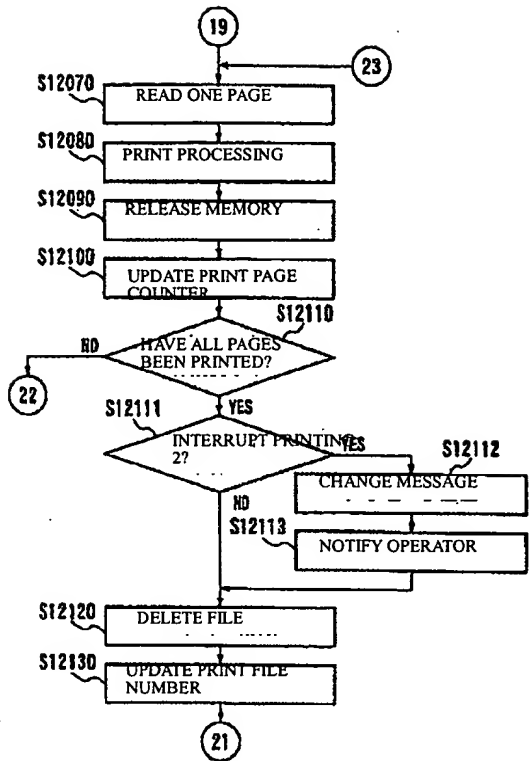 19
23
S12070
READ ONE PAGE
S12080
PRINT PROCESSING
S12090
RELEASE MEMORY
S12100
UPDATE PRINT PAGE
COUNTER
S12110
HAVE ALL PAGES
BEEN PRINTED?
NO
22
YES
S12111
INTERRUPT PRINTING
2?
YES
S12112
CHANGE MESSAGE
NO
S12113
NOTIFY OPERATOR
S12120
DELETE FILE
S12130
UPDATE PRINT FILE
NUMBER
21